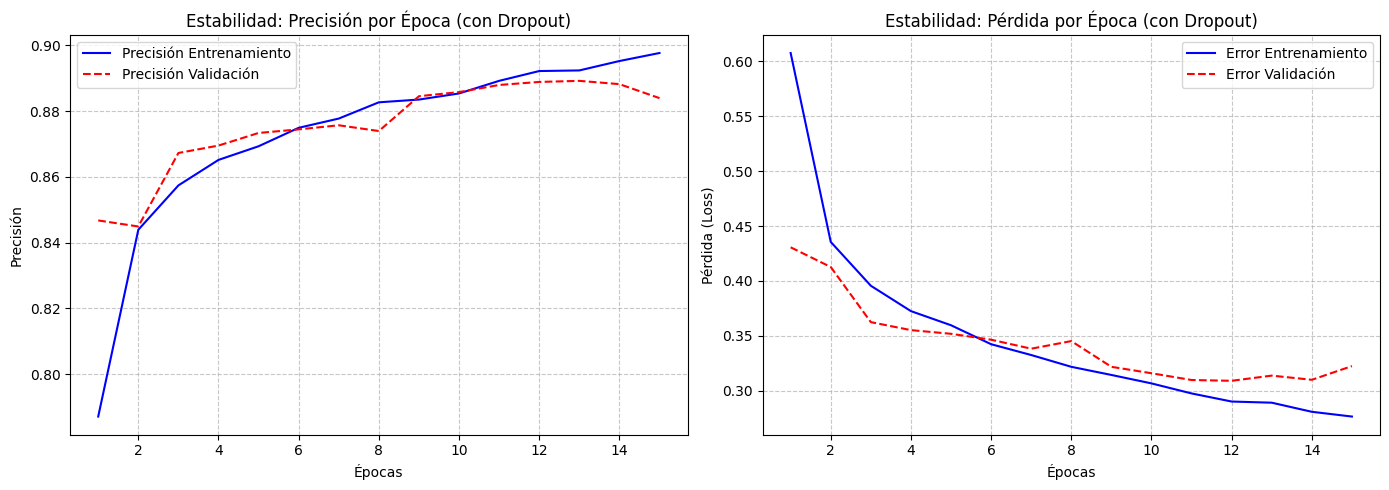 Estabilidad: Precisión por Época (con Dropout)
Precisión Entrenamiento
Precisión Validación
0.90
0.88
0.86
0.84
0.82
0.80
Precisión
2 4 6 8 10 12 14
Épocas
Estabilidad: Pérdida por Época (con Dropout)
Error Entrenamiento
Error Validación
0.60
0.55
0.50
0.45
0.40
0.35
0.30
Pérdida (Loss)
2 4 6 8 10 12 14
Épocas